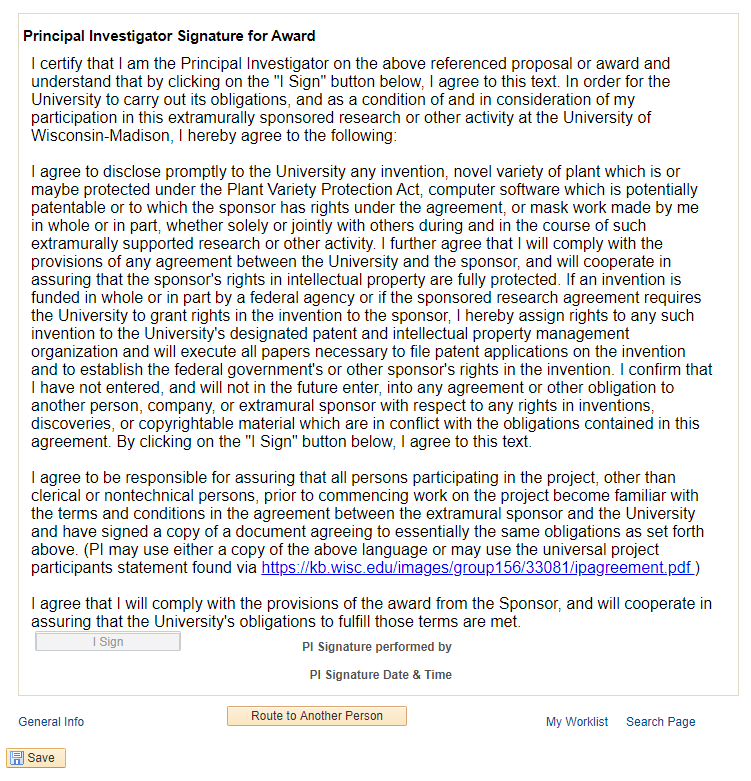 Principal Investigator Signature for Award
I certify that I am the Principal Investigator on the above referenced proposal or award and
understand that by clicking on the "I Sign" button below, I agree to this text. In order for the
University to carry out its obligations, and as a condition of and in consideration of my
participation in this extramurally sponsored research or other activity at the University of
Wisconsin-Madison, I hereby agree to the following:
I agree to disclose promptly to the University any invention, novel variety of plant which is or
maybe protected under the Plant Variety Protection Act, computer software which is potentially
patentable or to which the sponsor has rights under the agreement, or mask work made by me
in whole or in part, whether solely or jointly with others during and in the course of such
extramurally supported research or other activity. I further agree that I will comply with the
provisions of any agreement between the University and the sponsor, and will cooperate in
assuring that the sponsor's rights in intellectual property are fully protected. If an invention is
funded in whole or in part by a federal agency or if the sponsored research agreement requires
the University to grant rights in the invention to the sponsor, I hereby assign rights to any such
invention to the University's designated patent and intellectual property management
organization and will execute all papers necessary to file patent applications on the invention
and to establish the federal government's or other sponsor's rights in the invention. I confirm that
I have not entered, and will not in the future enter, into any agreement or other obligation to
another person, company, or extramural sponsor with respect to any rights in inventions,
discoveries, or copyrightable material which are in conflict with the obligations contained in this
agreement. By clicking on the "I Sign" button below, I agree to this text.
I agree to be responsible for assuring that all persons participating in the project, other than
clerical or nontechnical persons, prior to commencing work on the project become familiar with
the terms and conditions in the agreement between the extramural sponsor and the University
and have signed a copy of a document agreeing to essentially the same obligations as set forth
above. (PI may use either a copy of the above language or may use the universal project
participants statement found via https://kb.wisc.edu/images/group156/33081/ipagreement.pdf )
I agree that I will comply with the provisions of the award from the Sponsor, and will cooperate in
assuring that the University's obligations to fulfill those terms are met.
I Sign PI Signature performed by
PI Signature Date & Time
General Info Route to Another Person My Worklist Search Page
Save